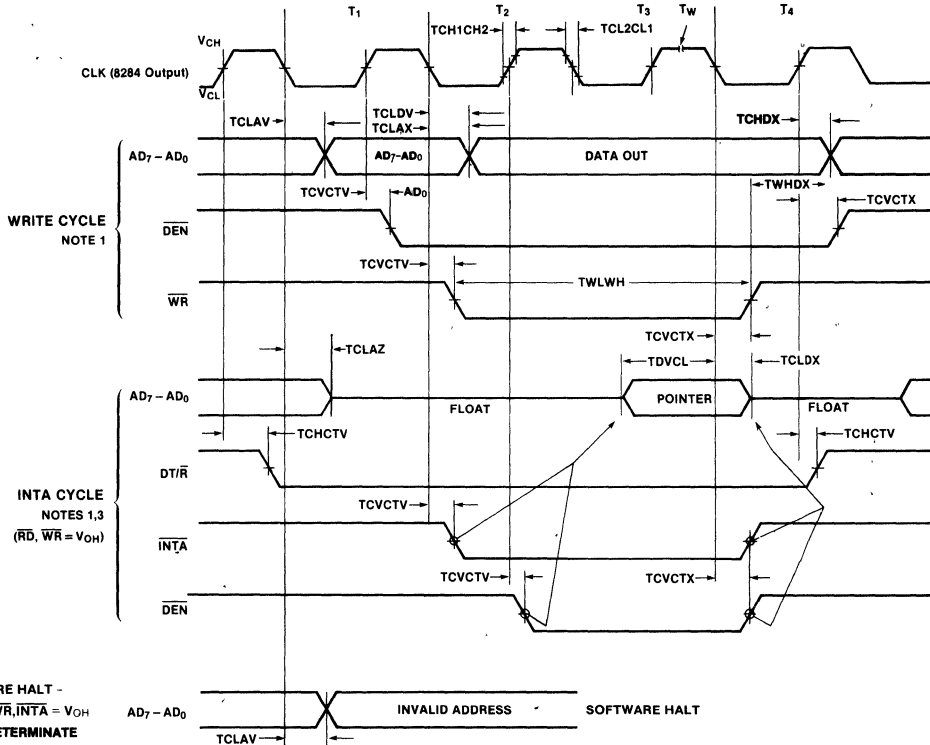 T1 T2 T3 TW T4
TCH1CH2 TCL2CL1
VCH
CLK (8284 Output)
VCL
TCLAV TCLDV TCHDX
TCLAX
AD7 – AD0 AD7–AD0 DATA OUT
TCVCTV AD0 TWHDX TCVCTX
WRITE CYCLE
NOTE 1
DEN
TCVCTV TWLWH
WR
TCVCTX
TCLAZ TDVCL TCLDX
AD7 – AD0 FLOAT POINTER FLOAT
TCHCTV TCHCTV
DT/R
INTA CYCLE
NOTES 1,3
(RD, WR = VOH)
TCVCTV
INTA
TCVCTV TCVCTX
DEN
RE HALT –
VR,INTA = VOH
ETERMINATE
AD7 – AD0 INVALID ADDRESS SOFTWARE HALT
TCLAV